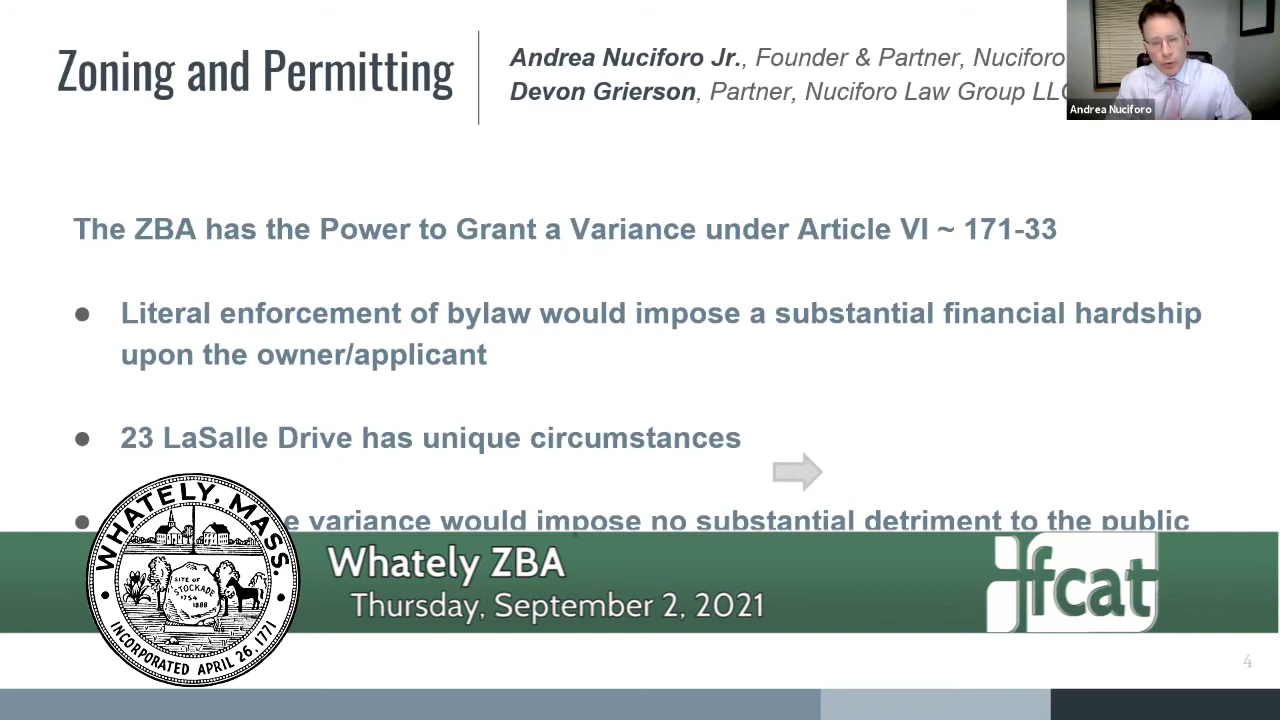 Zoning and Permitting
Andrea Nuciforo Jr., Founder & Partner, Nuciforo
Devon Grierson, Partner, Nuciforo Law Group LLC
Andrea Nuciforo
The ZBA has the Power to Grant a Variance under Article VI ~ 171-33
● Literal enforcement of bylaw would impose a substantial financial hardship
upon the owner/applicant
● 23 LaSalle Drive has unique circumstances
● variance would impose no substantial detriment to the public
WHATELY, MASS.
SITE OF
STOCKADE
1754
1888
INCORPORATED APRIL 26, 1771
Whately ZBA
Thursday, September 2, 2021
fcat
4